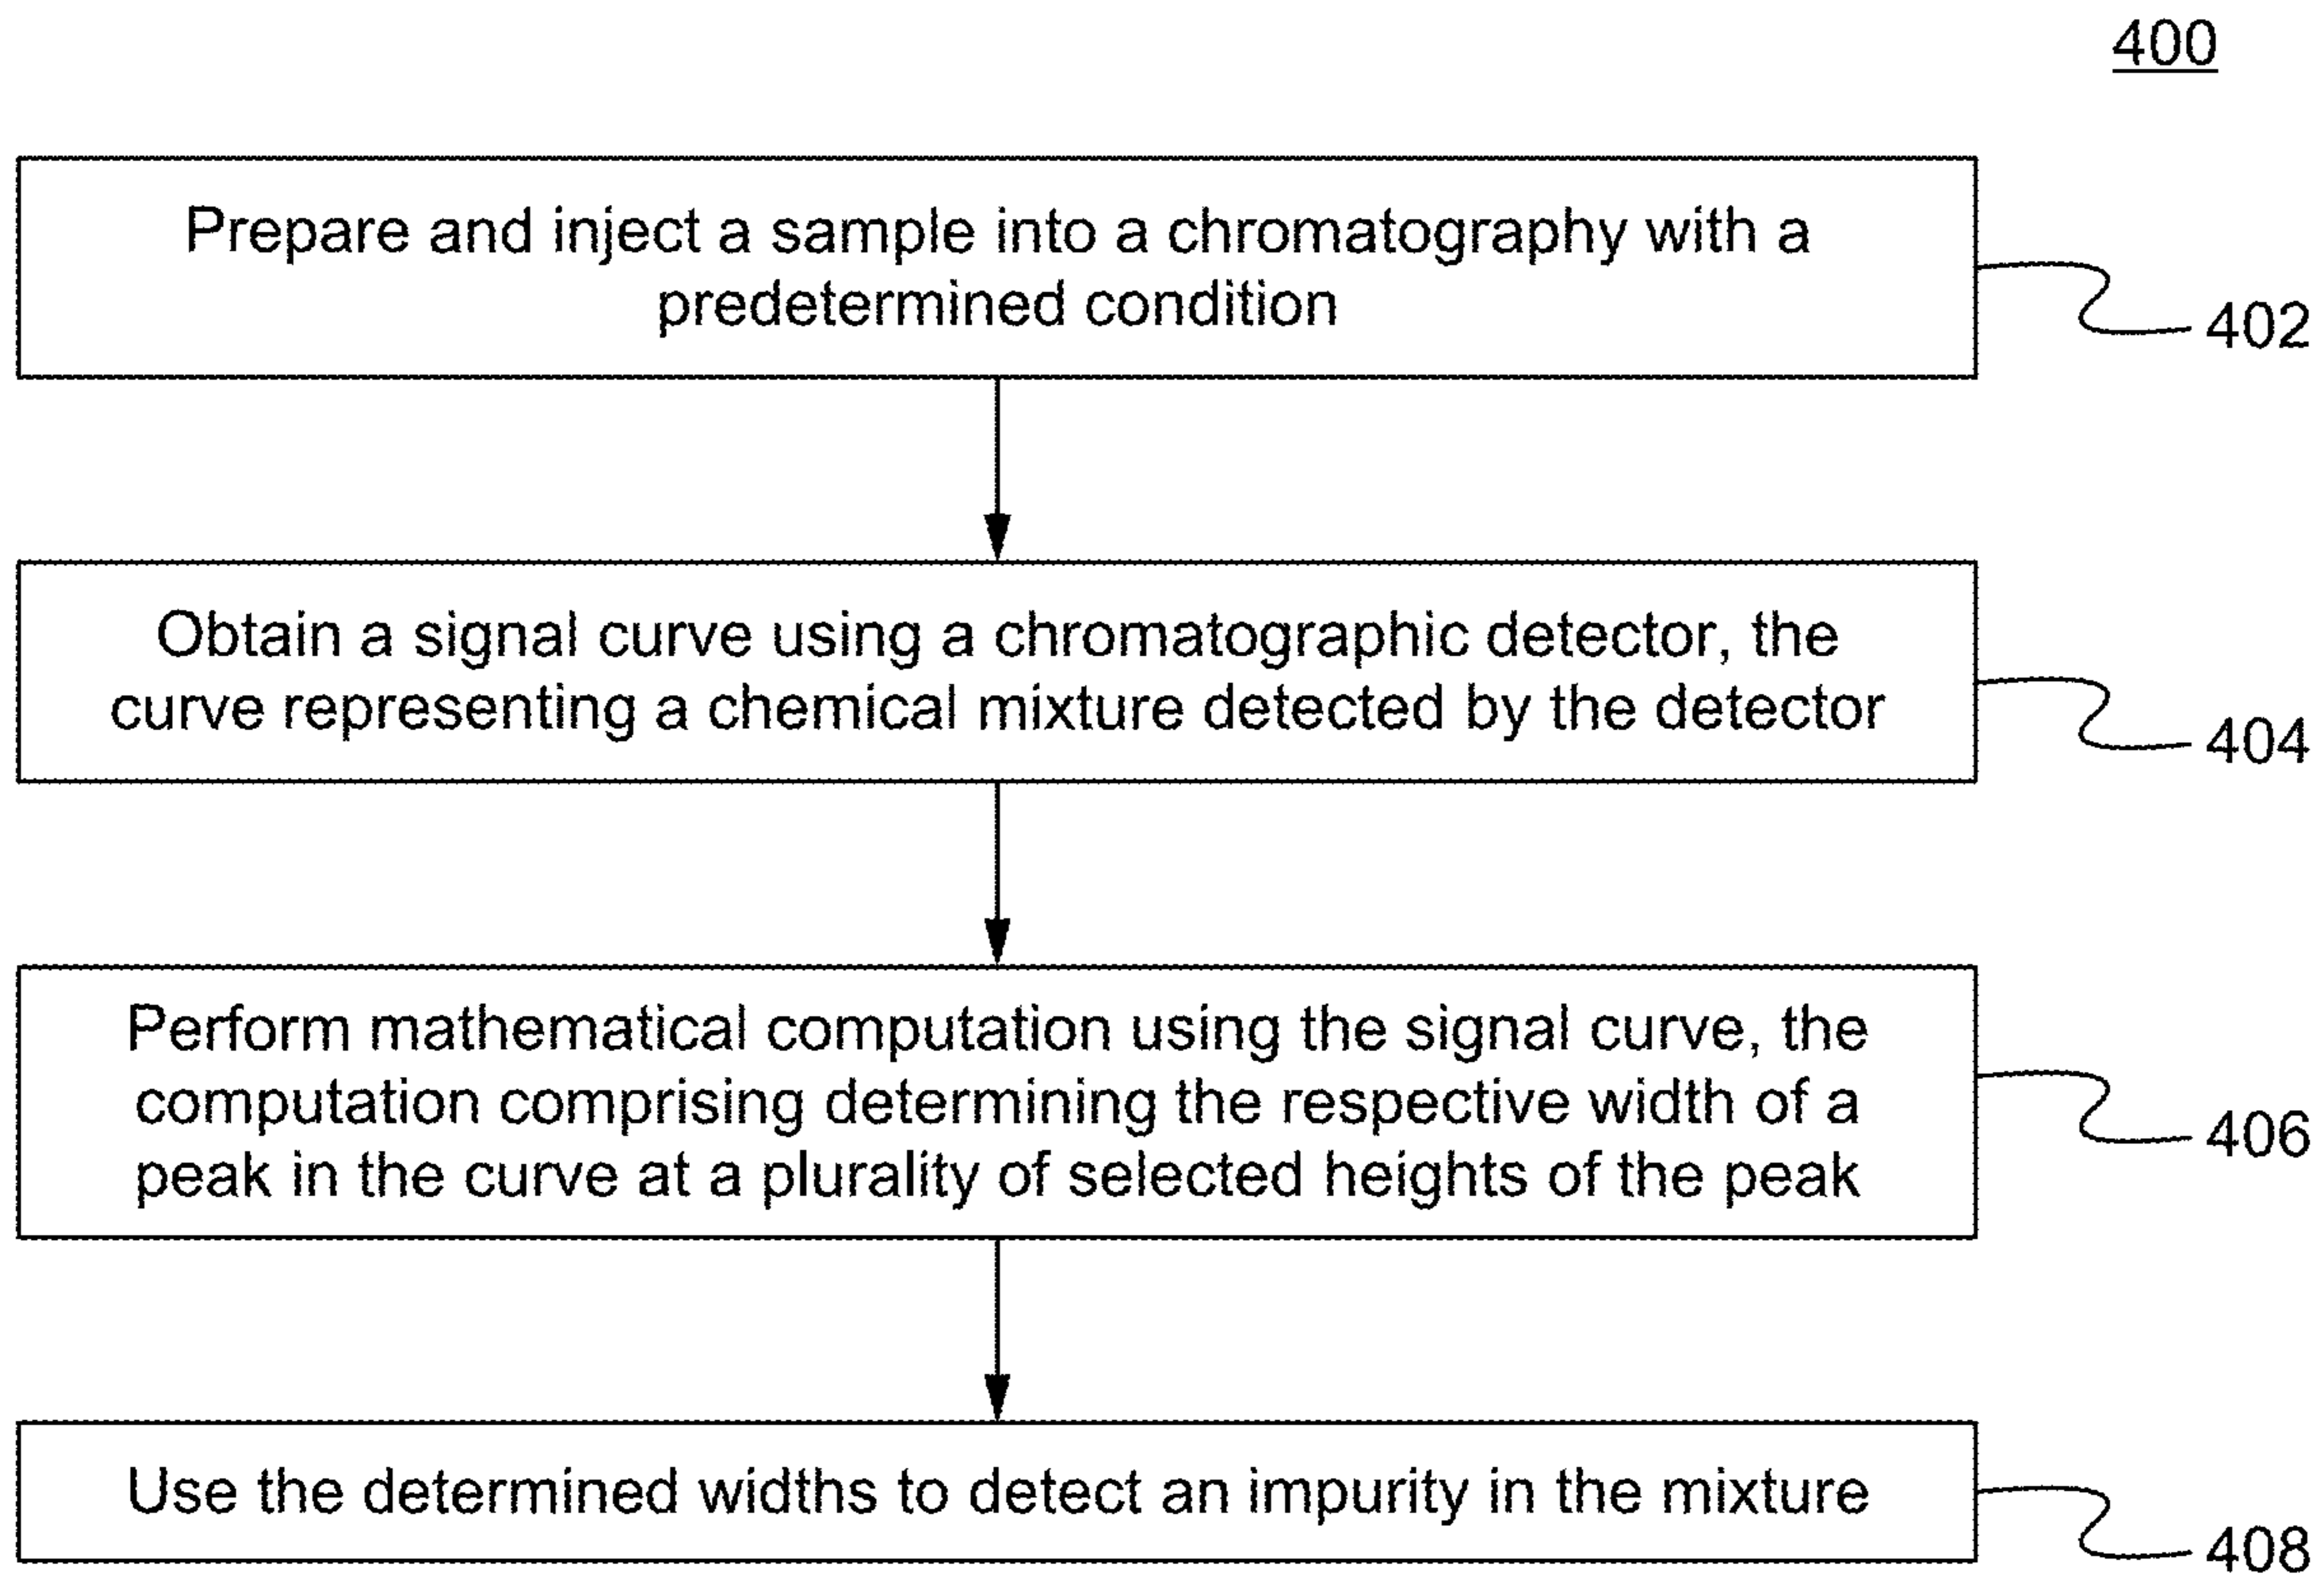 400
Prepare and inject a sample into a chromatography with a
predetermined condition
402
Obtain a signal curve using a chromatographic detector, the
curve representing a chemical mixture detected by the detector
404
Perform mathematical computation using the signal curve, the
computation comprising determining the respective width of a
peak in the curve at a plurality of selected heights of the peak
406
Use the determined widths to detect an impurity in the mixture
408